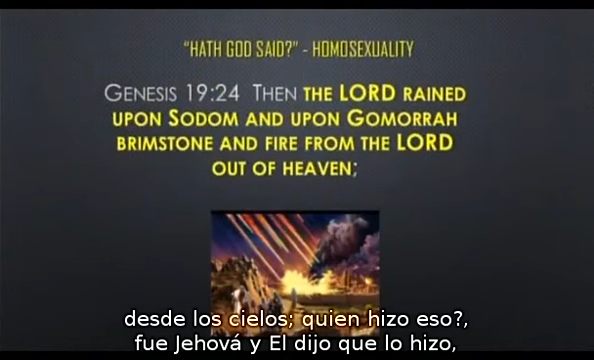 "HATH GOD SAID?" - HOMOSEXUALITY
GENESIS 19:24 THEN THE LORD RAINED
UPON SODOM AND UPON GOMORRAH
BRIMSTONE AND FIRE FROM THE LORD
OUT OF HEAVEN;
desde los cielos; quien hizo eso?,
fue Jehová y El dijo que lo hizo,